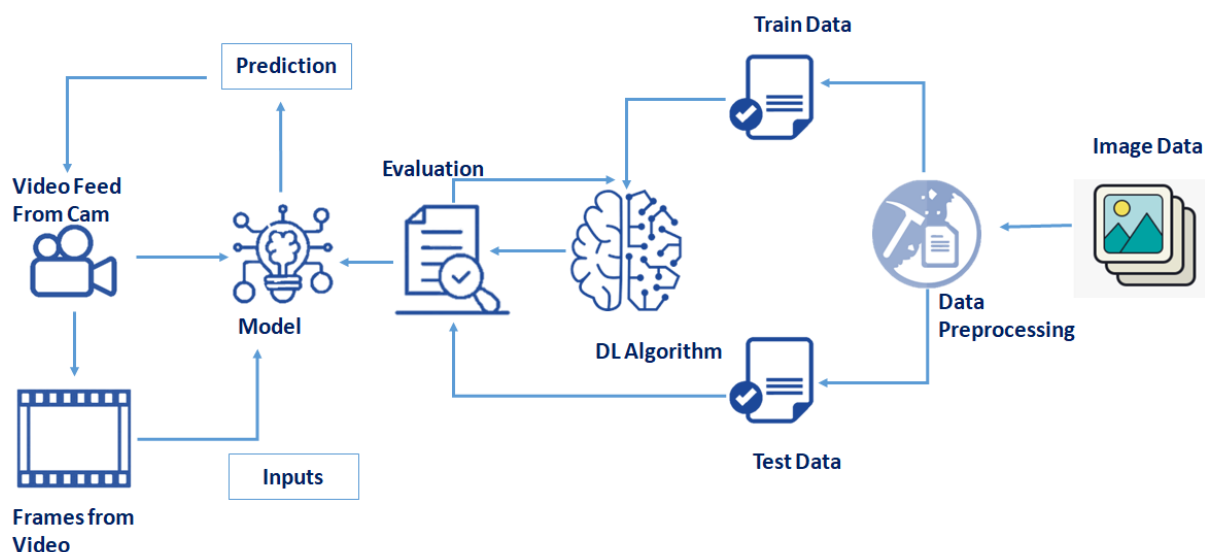 Train Data
Prediction
Image Data
Evaluation
Video Feed
From Cam
Data
Preprocessing
Model
DL Algorithm
Test Data
Inputs
Frames from
Video